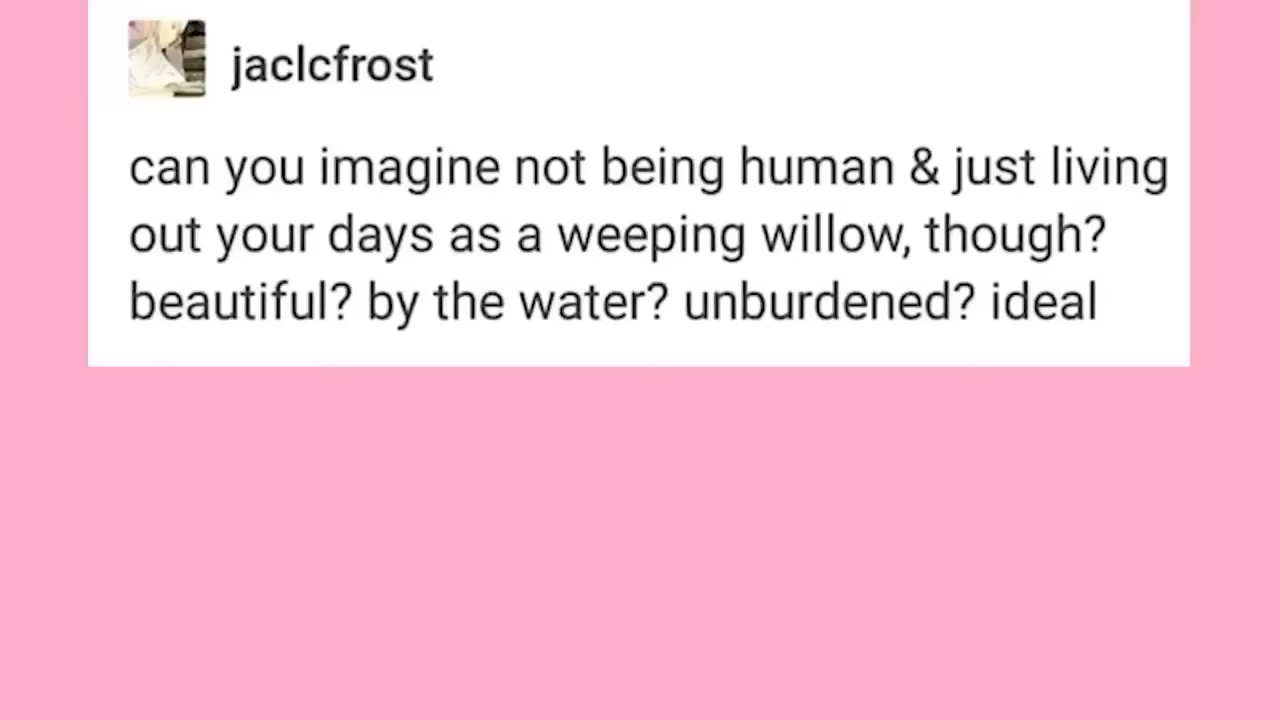 jaclcfrost
can you imagine not being human & just living
out your days as a weeping willow, though?
beautiful? by the water? unburdened? ideal